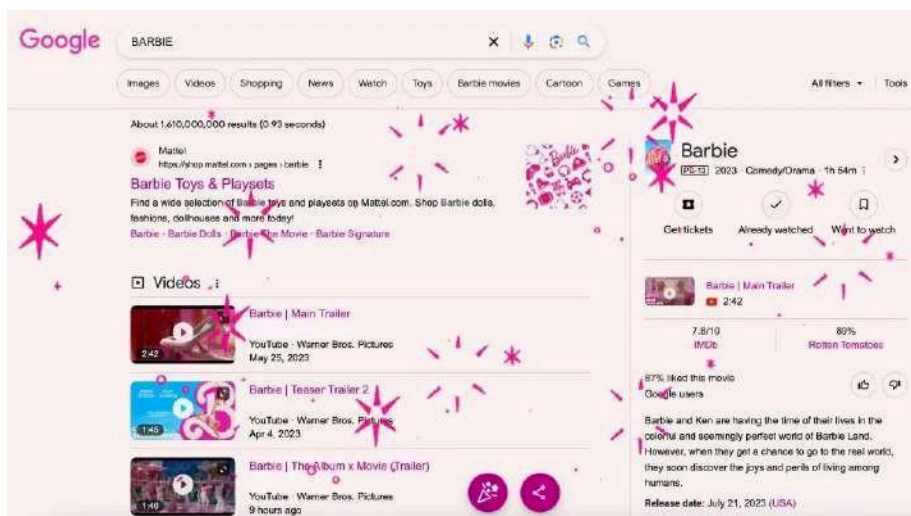 Google
BARBIE
Images Videos Shopping News Watch Toys Barbie movies Cartoon Games All filters Tools
About 1,610,000,000 results (0.93 seconds)
Mattel
https://shop.mattel.com › pages › barbie
Barbie Toys & Playsets
Find a wide selection of Barbie toys and playsets on Mattel.com. Shop Barbie dolls,
fashions, dollhouses and more today!
Barbie · Barbie Dolls · Barbie The Movie · Barbie Signature
Barbie
Videos
Barbie | Main Trailer
2:42
YouTube · Warner Bros. Pictures
May 25, 2023
Barbie | Teaser Trailer 2
1:45
YouTube · Warner Bros. Pictures
Apr 4, 2023
Barbie | The Album x Movie (Trailer)
1:40
YouTube · Warner Bros. Pictures
9 hours ago
Barbie
PG-13 2023 · Comedy/Drama · 1h 54m
Get tickets Already watched Want to watch
Barbie | Main Trailer
2:42
7.8/10 89%
IMDb Rotten Tomatoes
87% liked this movie
Google users
Barbie and Ken are having the time of their lives in the
colorful and seemingly perfect world of Barbie Land.
However, when they get a chance to go to the real world,
they soon discover the joys and perils of living among
humans.
Release date: July 21, 2023 (USA)